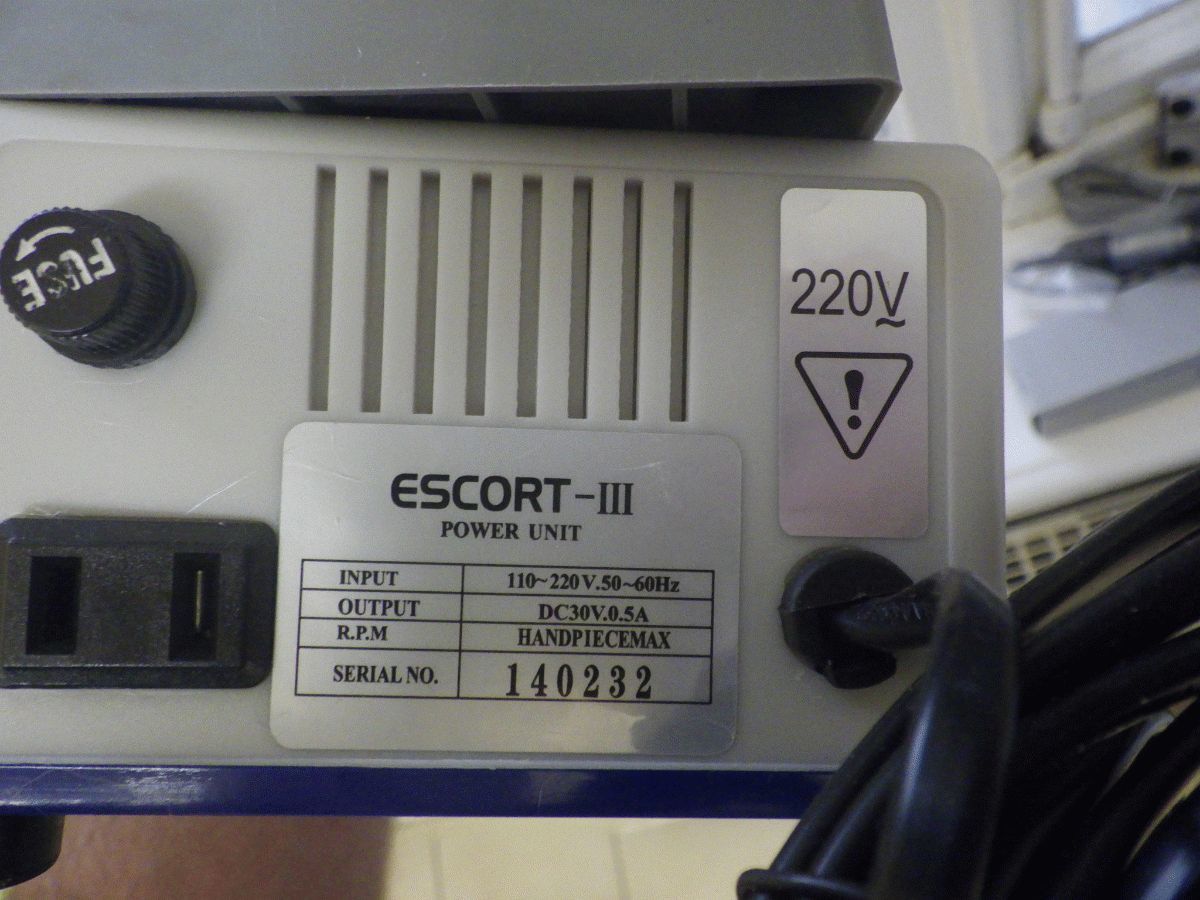 FUSE
220V~
ESCORT-III
POWER UNIT
INPUT 110~220V.50~60Hz
OUTPUT DC30V.0.5A
R.P.M HANDPIECEMAX
SERIAL NO. 140232